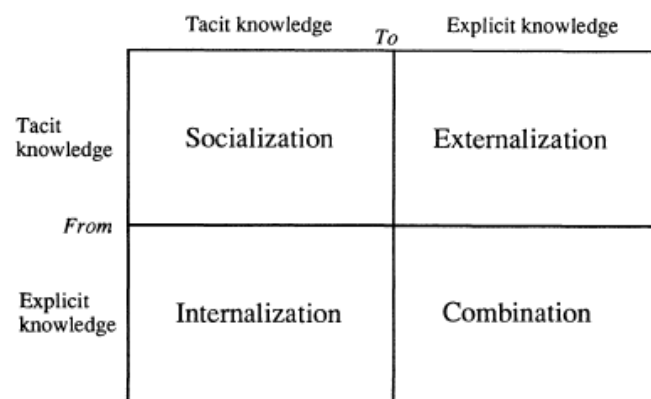 Tacit knowledge
To
Explicit knowledge
Tacit
knowledge
Socialization
Externalization
From
Explicit
knowledge
Internalization
Combination